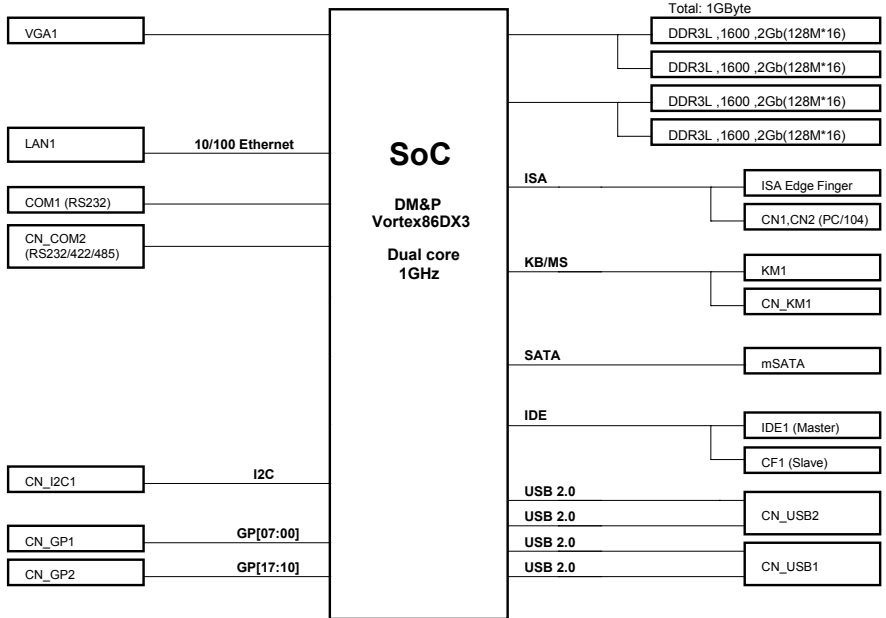 Total: 1GByte
VGA1
DDR3L ,1600 ,2Gb(128M*16)
DDR3L ,1600 ,2Gb(128M*16)
DDR3L ,1600 ,2Gb(128M*16)
DDR3L ,1600 ,2Gb(128M*16)
LAN1
10/100 Ethernet
SoC
DM&P
Vortex86DX3
Dual core
1GHz
COM1 (RS232)
CN_COM2
(RS232/422/485)
ISA
ISA Edge Finger
CN1,CN2 (PC/104)
KB/MS
KM1
CN_KM1
SATA
mSATA
IDE
IDE1 (Master)
CF1 (Slave)
CN_I2C1
I2C
CN_GP1
GP[07:00]
CN_GP2
GP[17:10]
USB 2.0
USB 2.0
CN_USB2
USB 2.0
USB 2.0
CN_USB1